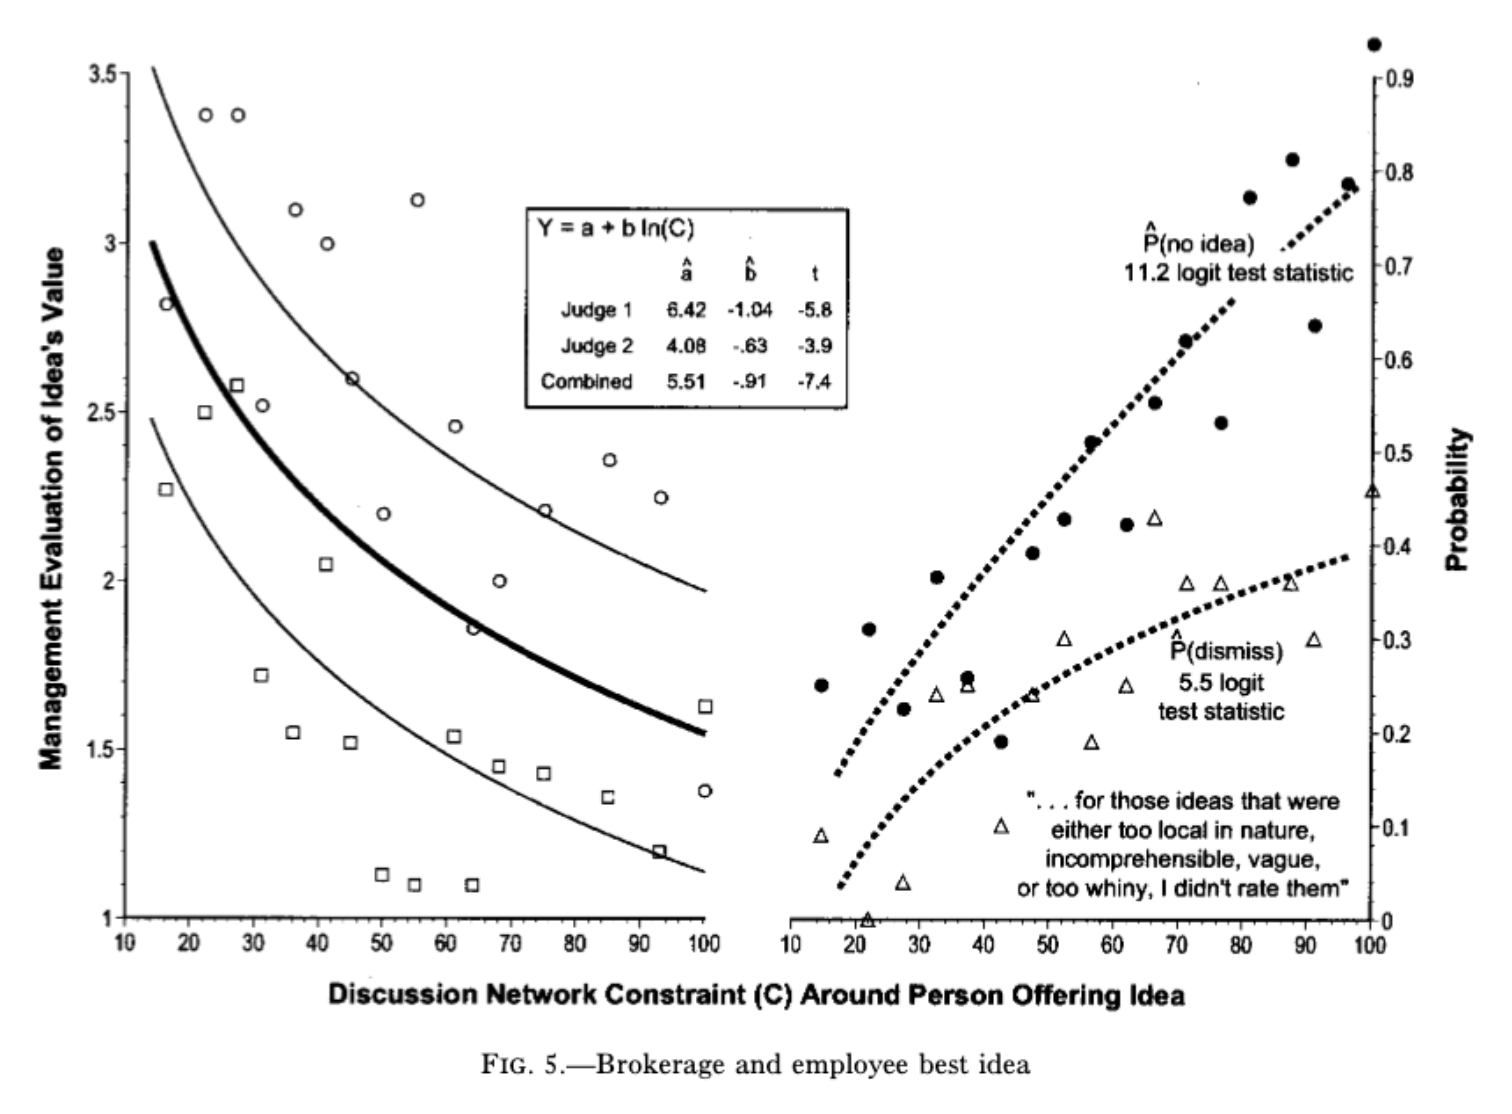 3.5
3
2.5
2
1.5
1
Management Evaluation of Idea's Value
10 20 30 40 50 60 70 80 90 100
Y = a + b ln(C)
â b̂ t
Judge 1 6.42 -1.04 -5.8
Judge 2 4.08 -.63 -3.9
Combined 5.51 -.91 -7.4
P̂(no idea)
11.2 logit test statistic
P̂(dismiss)
5.5 logit
test statistic
". . . for those ideas that were
either too local in nature,
incomprehensible, vague,
or too whiny, I didn't rate them"
0.9
0.8
0.7
0.6
0.5
0.4
0.3
0.2
0.1
0
Probability
10 20 30 40 50 60 70 80 90 100
Discussion Network Constraint (C) Around Person Offering Idea
FIG. 5.—Brokerage and employee best idea